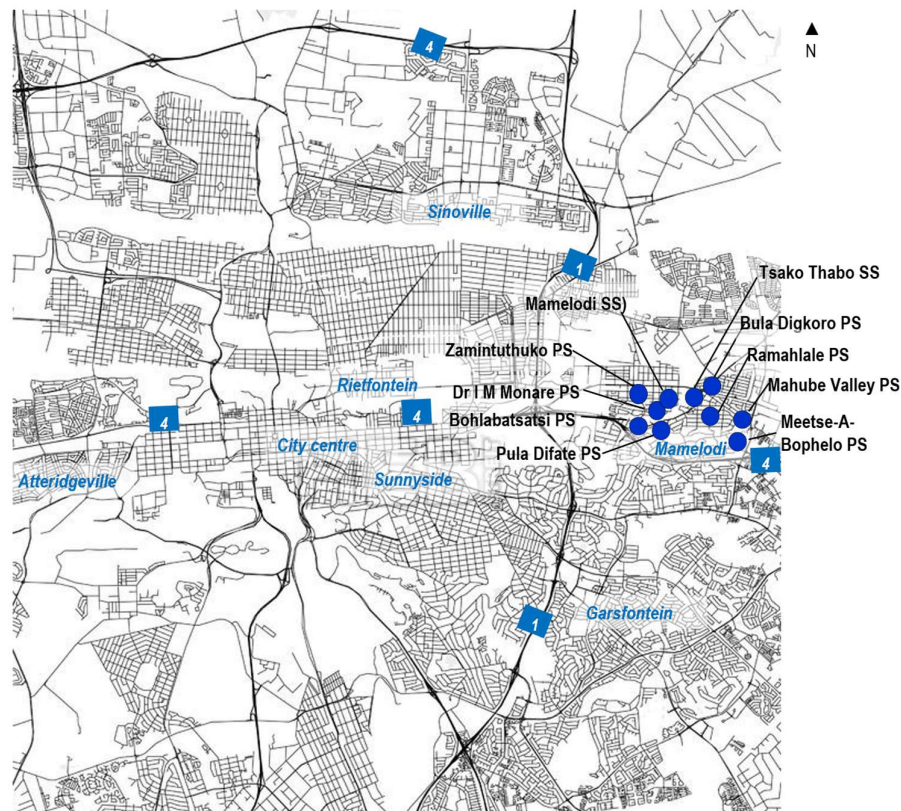 4
N
Sinoville
1
Tsako Thabo SS
Mamelodi SS)
Bula Digkoro PS
Zamintuthuko PS
Ramahlale PS
Rietfontein
Dr I M Monare PS
Mahube Valley PS
4
4
Bohlabatsatsi PS
Meetse-A-
Bophelo PS
City centre
Pula Difate PS
Mamelodi
4
Atteridgeville
Sunnyside
Garsfontein
1